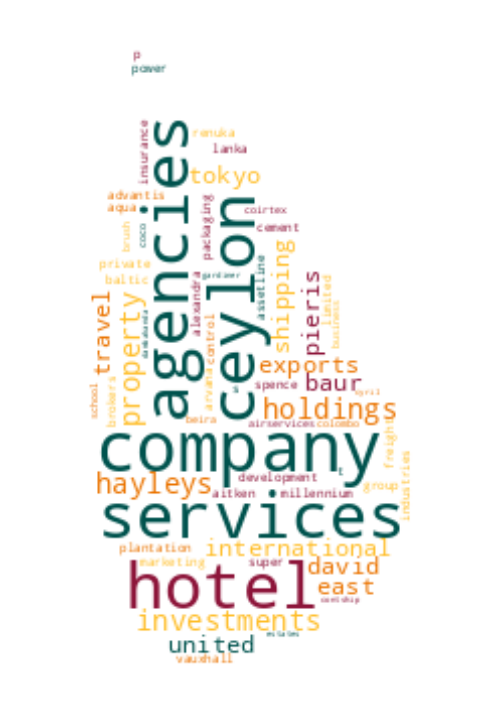 p
power
insurance
agencies
renuka
lanka
tokyo
advantis
aqua
coco
brush
packaging
ceylon
coirtex
cement
private
baltic
gardiner
assetline
shipping
alexandra
pieris
limited
business
travel
property
control
exports
spence
baur
cyril
school
brokers
s
holdings
beira
airservices
colombo
company
freight
t
hayleys
development
group
industries
aitken
millennium
services
plantation
international
marketing
super
david
hotel
east
investments
united
estates
vauxhall